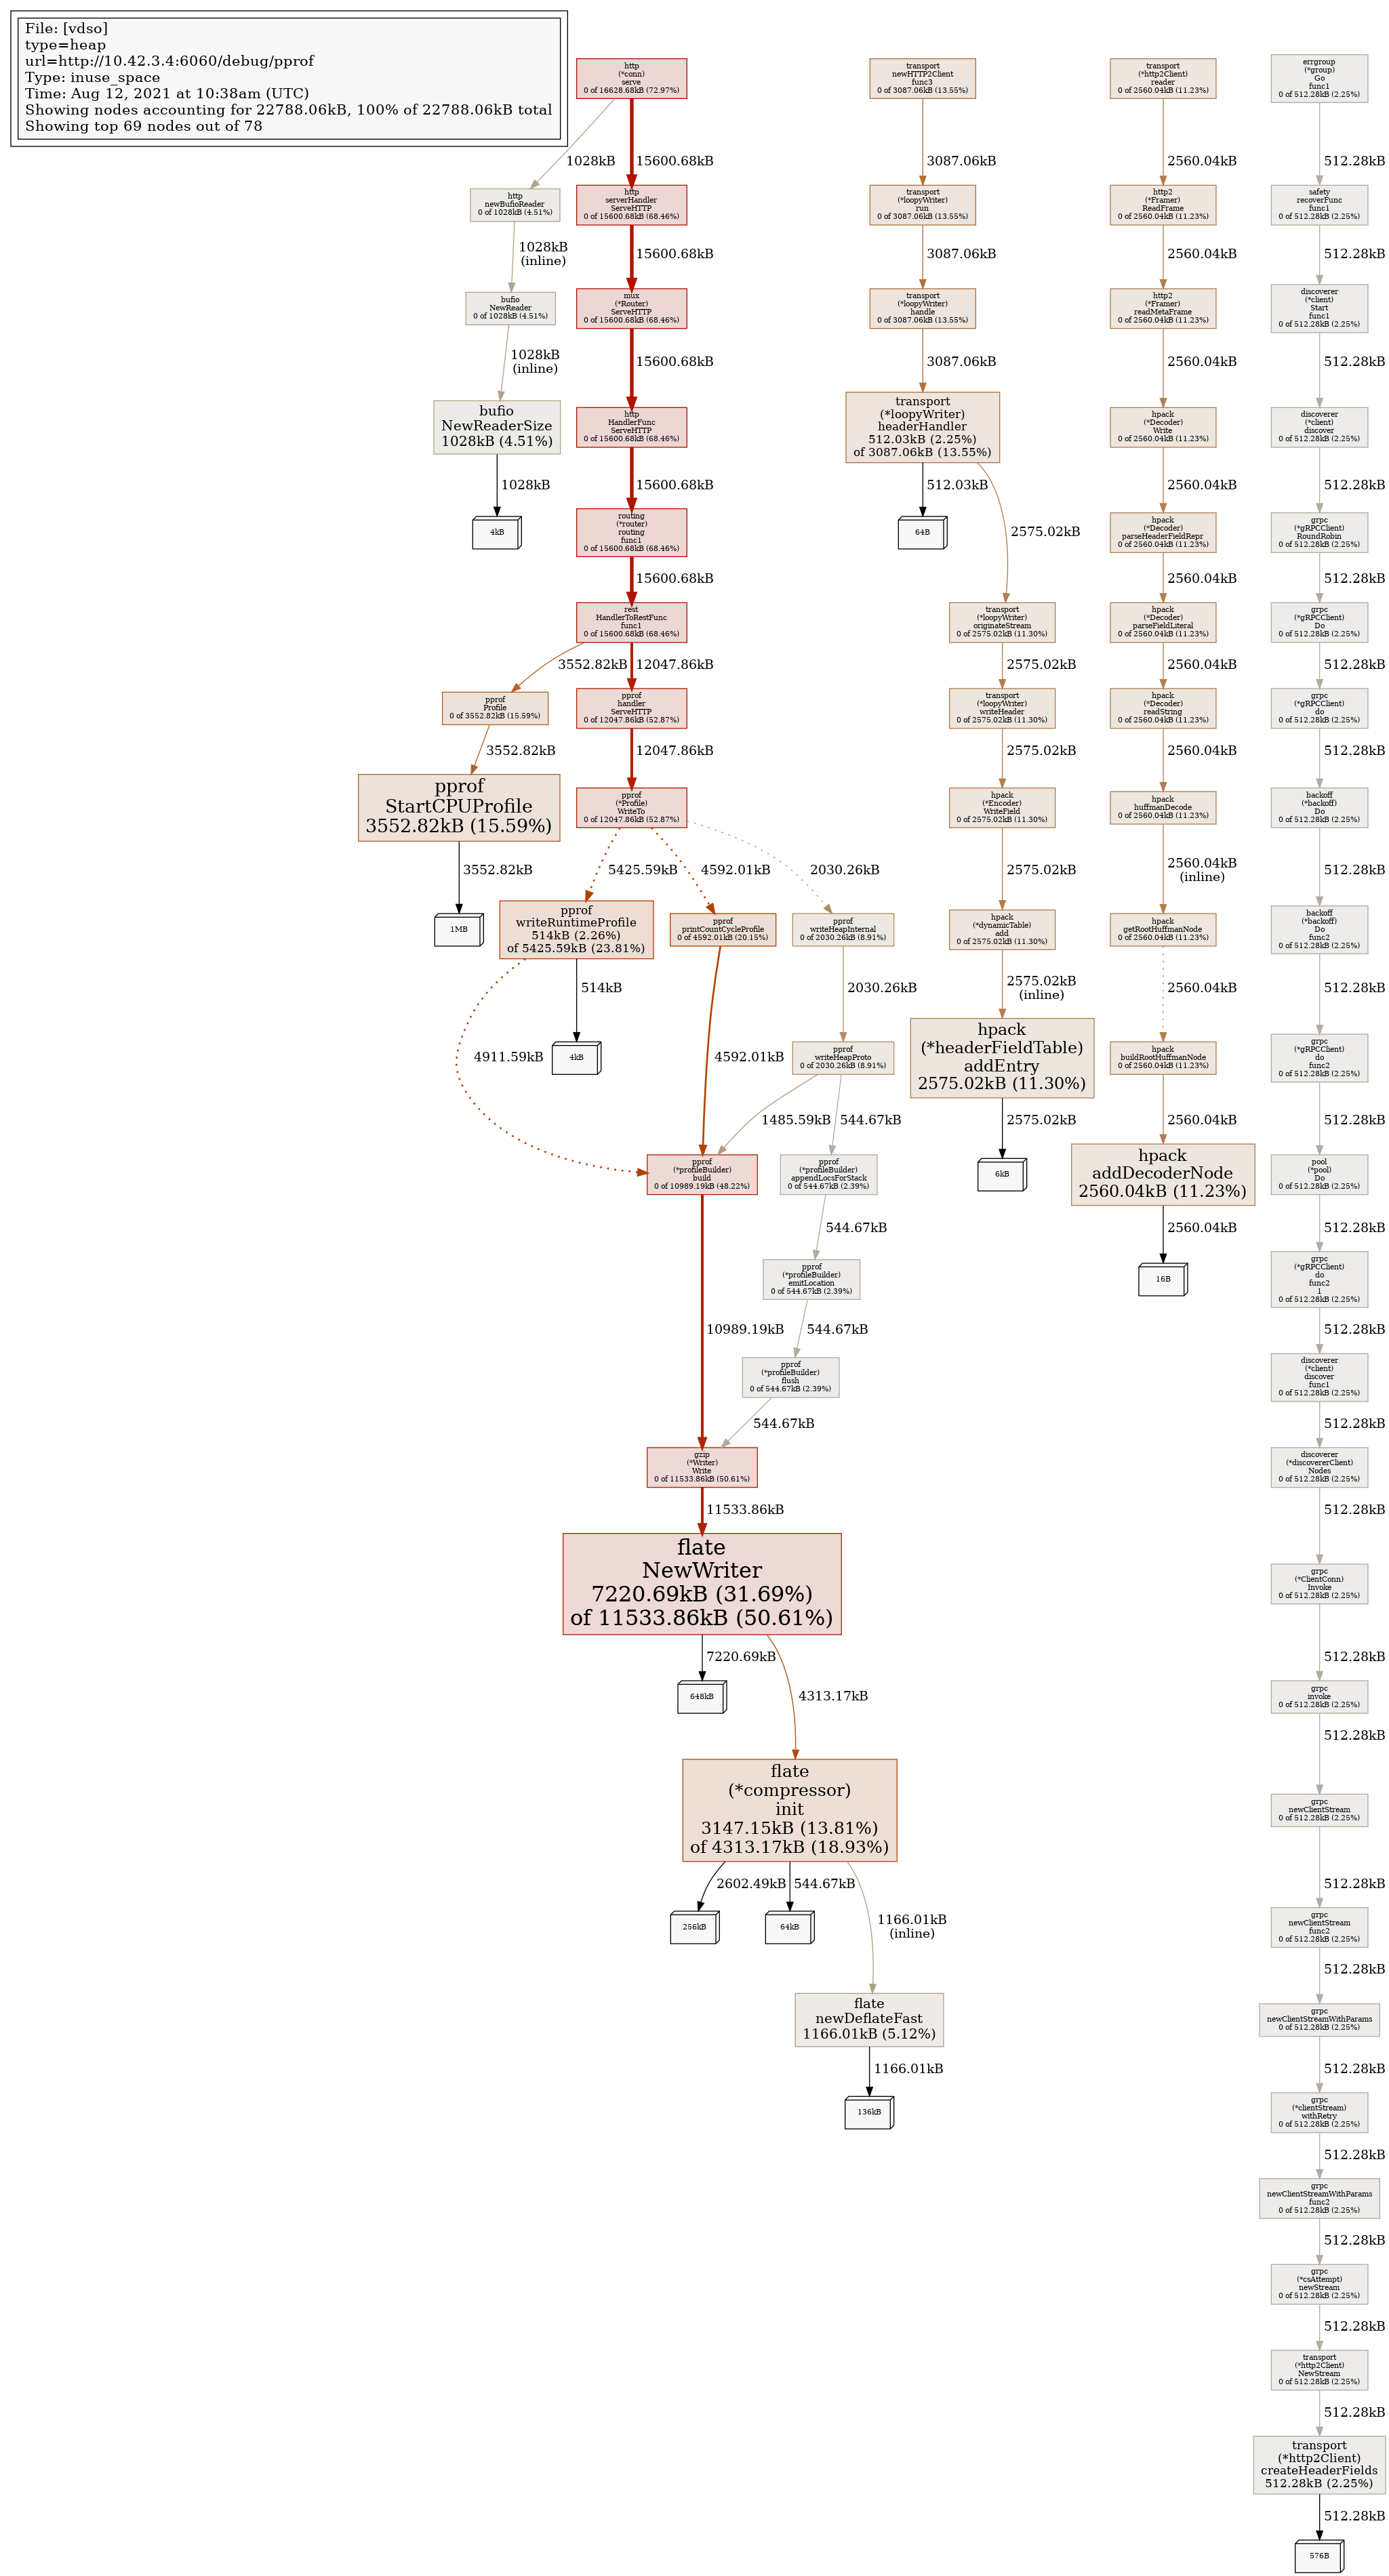 File: [vdso]
type=heap
url=http://10.42.3.4:6060/debug/pprof
Type: inuse_space
Time: Aug 12, 2021 at 10:38am (UTC)
Showing nodes accounting for 22788.06kB, 100% of 22788.06kB total
Showing top 69 nodes out of 78
http
(*conn)
serve
0 of 16628.68kB (72.97%)
1028kB
15600.68kB
http
newBufioReader
0 of 1028kB (4.51%)
1028kB
(inline)
bufio
NewReader
0 of 1028kB (4.51%)
1028kB
(inline)
bufio
NewReaderSize
1028kB (4.51%)
1028kB
4kB
http
serverHandler
ServeHTTP
0 of 15600.68kB (68.46%)
15600.68kB
mux
(*Router)
ServeHTTP
0 of 15600.68kB (68.46%)
15600.68kB
http
HandlerFunc
ServeHTTP
0 of 15600.68kB (68.46%)
15600.68kB
routing
(*router)
routing
func1
0 of 15600.68kB (68.46%)
15600.68kB
rest
HandlerToRestFunc
func1
0 of 15600.68kB (68.46%)
3552.82kB
12047.86kB
pprof
Profile
0 of 3552.82kB (15.59%)
3552.82kB
pprof
StartCPUProfile
3552.82kB (15.59%)
3552.82kB
1MB
pprof
handler
ServeHTTP
0 of 12047.86kB (52.87%)
12047.86kB
pprof
(*Profile)
WriteTo
0 of 12047.86kB (52.87%)
5425.59kB
4592.01kB
2030.26kB
pprof
writeRuntimeProfile
514kB (2.26%)
of 5425.59kB (23.81%)
4911.59kB
514kB
4kB
pprof
printCountCycleProfile
0 of 4592.01kB (20.15%)
4592.01kB
pprof
writeHeapInternal
0 of 2030.26kB (8.91%)
2030.26kB
pprof
writeHeapProto
0 of 2030.26kB (8.91%)
1485.59kB
544.67kB
pprof
(*profileBuilder)
build
0 of 10989.19kB (48.22%)
10989.19kB
pprof
(*profileBuilder)
appendLocsForStack
0 of 544.67kB (2.39%)
544.67kB
pprof
(*profileBuilder)
emitLocation
0 of 544.67kB (2.39%)
544.67kB
pprof
(*profileBuilder)
flush
0 of 544.67kB (2.39%)
544.67kB
gzip
(*Writer)
Write
0 of 11533.86kB (50.61%)
11533.86kB
flate
NewWriter
7220.69kB (31.69%)
of 11533.86kB (50.61%)
7220.69kB
648kB
4313.17kB
flate
(*compressor)
init
3147.15kB (13.81%)
of 4313.17kB (18.93%)
2602.49kB
256kB
544.67kB
64kB
1166.01kB
(inline)
flate
newDeflateFast
1166.01kB (5.12%)
1166.01kB
136kB
transport
newHTTP2Client
func3
0 of 3087.06kB (13.55%)
3087.06kB
transport
(*loopyWriter)
run
0 of 3087.06kB (13.55%)
3087.06kB
transport
(*loopyWriter)
handle
0 of 3087.06kB (13.55%)
3087.06kB
transport
(*loopyWriter)
headerHandler
512.03kB (2.25%)
of 3087.06kB (13.55%)
512.03kB
64B
2575.02kB
transport
(*loopyWriter)
originateStream
0 of 2575.02kB (11.30%)
2575.02kB
transport
(*loopyWriter)
writeHeader
0 of 2575.02kB (11.30%)
2575.02kB
hpack
(*Encoder)
WriteField
0 of 2575.02kB (11.30%)
2575.02kB
hpack
(*dynamicTable)
add
0 of 2575.02kB (11.30%)
2575.02kB
(inline)
hpack
(*headerFieldTable)
addEntry
2575.02kB (11.30%)
2575.02kB
6kB
transport
(*http2Client)
reader
0 of 2560.04kB (11.23%)
2560.04kB
http2
(*Framer)
ReadFrame
0 of 2560.04kB (11.23%)
2560.04kB
http2
(*Framer)
readMetaFrame
0 of 2560.04kB (11.23%)
2560.04kB
hpack
(*Decoder)
Write
0 of 2560.04kB (11.23%)
2560.04kB
hpack
(*Decoder)
parseHeaderFieldRepr
0 of 2560.04kB (11.23%)
2560.04kB
hpack
(*Decoder)
parseFieldLiteral
0 of 2560.04kB (11.23%)
2560.04kB
hpack
(*Decoder)
readString
0 of 2560.04kB (11.23%)
2560.04kB
hpack
huffmanDecode
0 of 2560.04kB (11.23%)
2560.04kB
(inline)
hpack
getRootHuffmanNode
0 of 2560.04kB (11.23%)
2560.04kB
hpack
buildRootHuffmanNode
0 of 2560.04kB (11.23%)
2560.04kB
hpack
addDecoderNode
2560.04kB (11.23%)
2560.04kB
16B
errgroup
(*group)
Go
func1
0 of 512.28kB (2.25%)
512.28kB
safety
recoverFunc
func1
0 of 512.28kB (2.25%)
512.28kB
discoverer
(*client)
Start
func1
0 of 512.28kB (2.25%)
512.28kB
discoverer
(*client)
discover
0 of 512.28kB (2.25%)
512.28kB
grpc
(*gRPCClient)
RoundRobin
0 of 512.28kB (2.25%)
512.28kB
grpc
(*gRPCClient)
Do
0 of 512.28kB (2.25%)
512.28kB
grpc
(*gRPCClient)
do
0 of 512.28kB (2.25%)
512.28kB
backoff
(*backoff)
Do
0 of 512.28kB (2.25%)
512.28kB
backoff
(*backoff)
Do
func2
0 of 512.28kB (2.25%)
512.28kB
grpc
(*gRPCClient)
do
func2
0 of 512.28kB (2.25%)
512.28kB
pool
(*pool)
Do
0 of 512.28kB (2.25%)
512.28kB
grpc
(*gRPCClient)
do
func2
1
0 of 512.28kB (2.25%)
512.28kB
discoverer
(*client)
discover
func1
0 of 512.28kB (2.25%)
512.28kB
discoverer
(*discovererClient)
Nodes
0 of 512.28kB (2.25%)
512.28kB
grpc
(*ClientConn)
Invoke
0 of 512.28kB (2.25%)
512.28kB
grpc
invoke
0 of 512.28kB (2.25%)
512.28kB
grpc
newClientStream
0 of 512.28kB (2.25%)
512.28kB
grpc
newClientStream
func2
0 of 512.28kB (2.25%)
512.28kB
grpc
newClientStreamWithParams
0 of 512.28kB (2.25%)
512.28kB
grpc
(*clientStream)
withRetry
0 of 512.28kB (2.25%)
512.28kB
grpc
newClientStreamWithParams
func2
0 of 512.28kB (2.25%)
512.28kB
grpc
(*csAttempt)
newStream
0 of 512.28kB (2.25%)
512.28kB
transport
(*http2Client)
NewStream
0 of 512.28kB (2.25%)
512.28kB
transport
(*http2Client)
createHeaderFields
512.28kB (2.25%)
512.28kB
576B